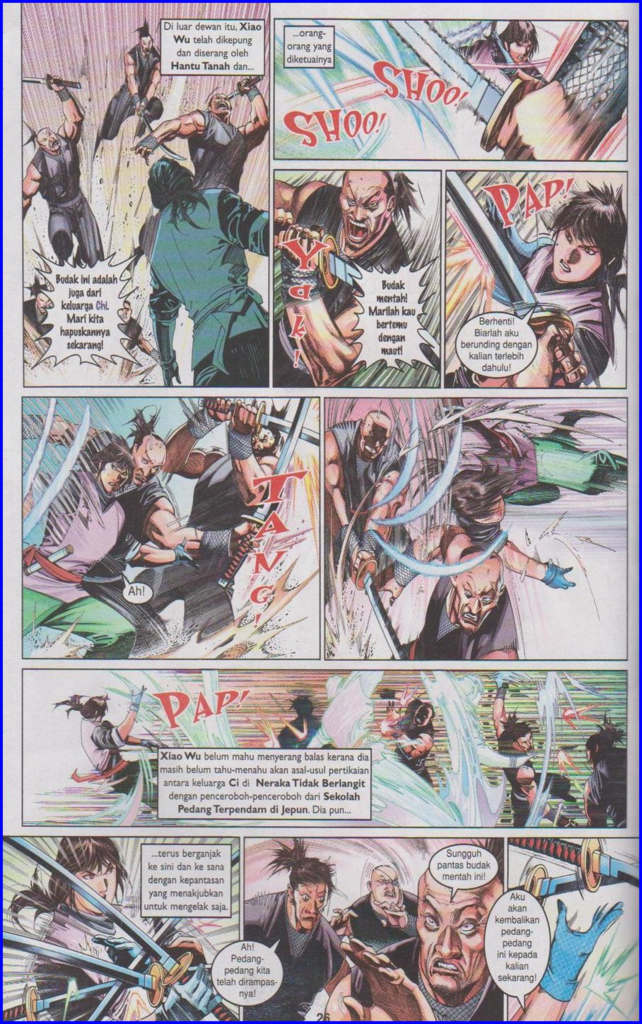 Di luar dewan itu, Xiao
Wu telah dikepung
dan diserang oleh
Hantu Tanah dan...
Budak ini adalah
juga dari
keluarga Chi.
Mari kita
hapuskannya
sekarang!
...orang-
orang yang
diketuainya
SHOO!
SHOO!
YAA!
Budak
mentah!
Marilah kau
bertemu
dengan
maut!
PAP!
Berhenti!
Biarlah aku
berunding dengan
kalian terlebih
dahulu!
TANG!
Ah!
PAP!
Xiao Wu belum mahu menyerang balas kerana dia
masih belum tahu-menahu akan asal-usul pertikaian
antara keluarga Ci di Neraka Tidak Berlangit
dengan penceroboh-penceroboh dari Sekolah
Pedang Terpendam di Jepun. Dia pun...
...terus berganjak
ke sini dan ke sana
dengan kepantasan
yang menakjubkan
untuk mengelak saja.
Ah!
Pedang-
pedang kita
telah dirampas-
nya!
Sungguh
pantas budak
mentah ini!
Aku
akan
kembalikan
pedang-
pedang
ini kepada
kalian
sekarang!
26